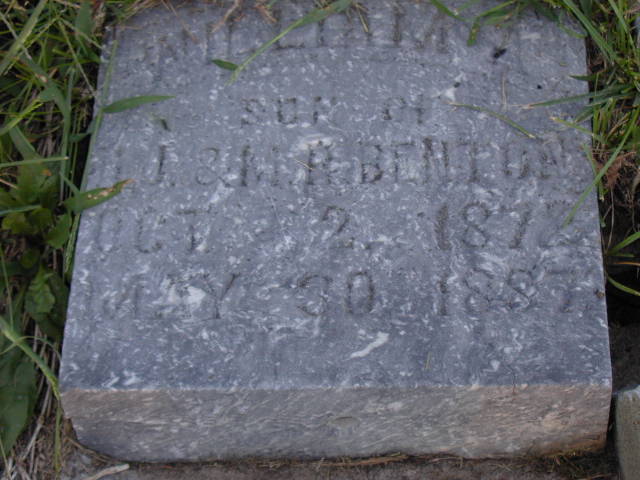 SON OF
J. J. & M. R. BENTON
OCT. 2, 1872
MAY 30, 1887